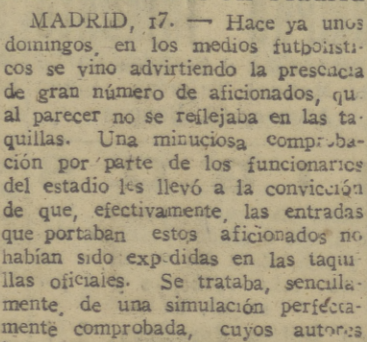 MADRID, 17. — Hace ya unos
domingos, en los medios futbolísti-
cos se vino advirtiendo la presencia
de gran número de aficionados, qu
al parecer no se reflejaba en las ta-
quillas. Una minuciosa comproba-
ción por parte de los funcionarios
del estadio les llevó a la convicción
de que, efectivamente, las entradas
que portaban estos aficionados no
habían sido expedidas en las taqui
llas oficiales. Se trataba, sencilla-
mente, de una simulación perfecta-
mente comprobada, cuyos autores